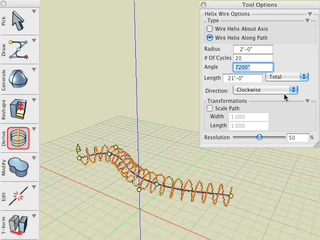 Tool Options
Helix Wire Options
Type
Helix Wire About Axis
Helix Wire Along Path
Radius 2'-0"
# Of Cycles 20
Angle 7200°
Length 21'-0" Total
Direction: Clockwise
Transformations
Scale Path
Width 1.000
Length 1.000
Resolution 50 %
Pick
Draw
Generate
Reshape
Derive
Modify
Edit
T-form